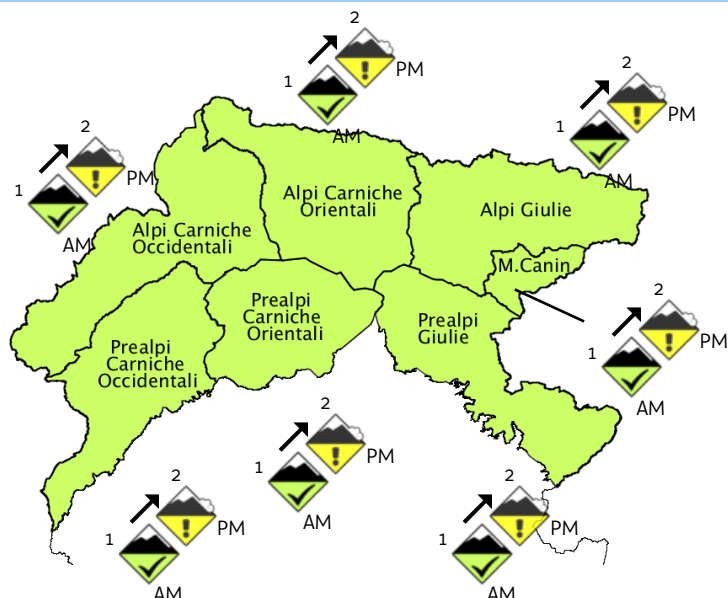 2
1
PM
AM
2
1
PM
AM
2
1
PM
AM
Alpi Carniche
Orientali
Alpi Giulie
Alpi Carniche
Occidentali
M.Canin
Prealpi
Carniche
Orientali
Prealpi
Giulie
Prealpi
Carniche
Occidentali
2
1
PM
AM
2
1
PM
AM
2
1
PM
AM
2
1
PM
AM